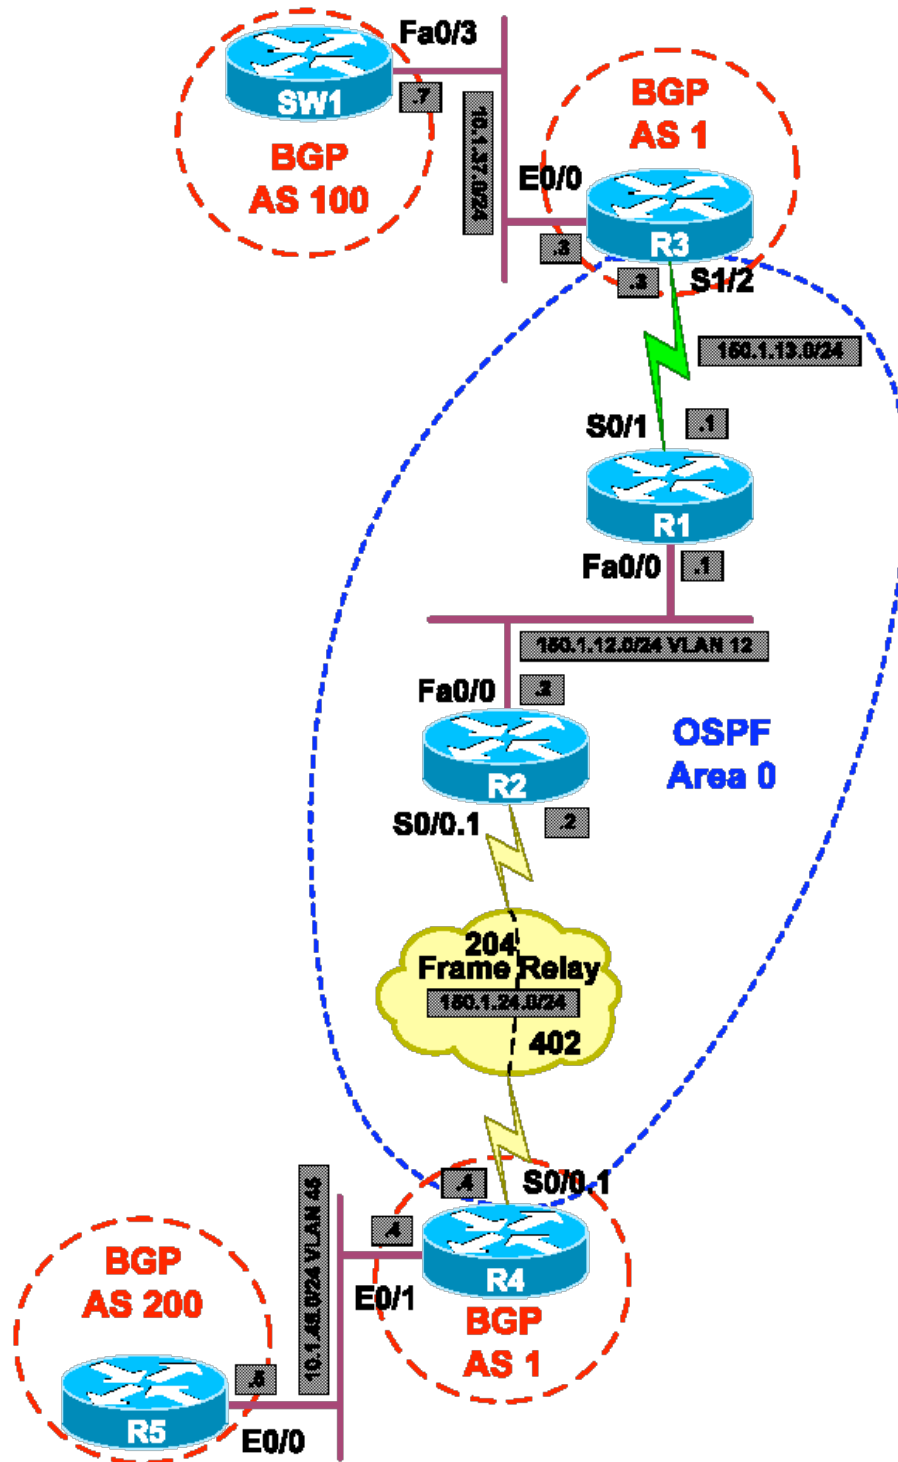 Fa0/3
SW1
.7
BGP
AS 100
10.1.37.0/24
BGP
AS 1
E0/0
R3
.3
.3
S1/2
150.1.13.0/24
S0/1
.1
R1
Fa0/0
.1
150.1.12.0/24 VLAN 12
Fa0/0
.2
R2
OSPF
Area 0
S0/0.1
.2
204
Frame Relay
150.1.24.0/24
402
.4
S0/0.1
10.1.45.0/24 VLAN 45
.4
R4
E0/1
BGP
AS 1
BGP
AS 200
.5
R5
E0/0